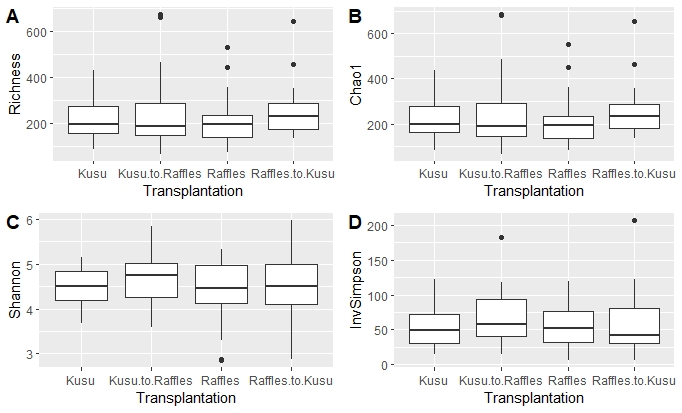 A
Richness
600
400
200
Kusu Kusu.to.Raffles Raffles Raffles.to.Kusu
Transplantation
B
Chao1
600
400
200
Kusu Kusu.to.Raffles Raffles Raffles.to.Kusu
Transplantation
C
Shannon
6
5
4
3
Kusu Kusu.to.Raffles Raffles Raffles.to.Kusu
Transplantation
D
InvSimpson
200
150
100
50
0
Kusu Kusu.to.Raffles Raffles Raffles.to.Kusu
Transplantation